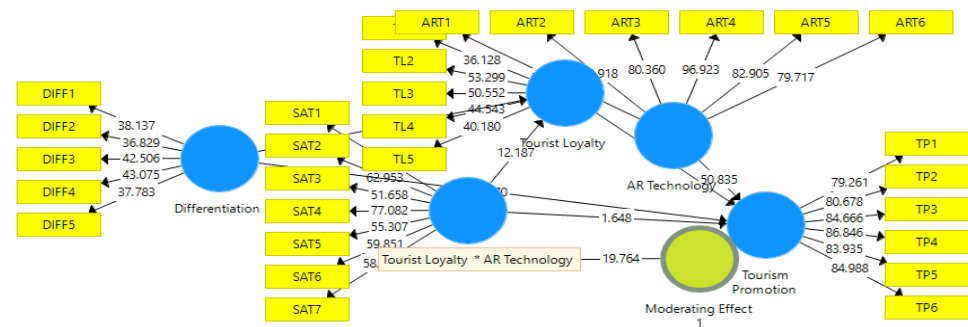 ART1 ART2 ART3 ART4 ART5 ART6
TL2
TL3
TL4
TL5
36.128
53.299
50.552
44.543
40.180
918
80.360
96.923
82.905
79.717
DIFF1
DIFF2
DIFF3
DIFF4
DIFF5
38.137
36.829
42.506
43.075
37.783
Differentiation
SAT1
SAT2
SAT3
SAT4
SAT5
SAT6
SAT7
62.953
51.658
77.082
55.307
59.851
58.
Tourist Loyalty
12.187
AR Technology
50.835
1.648
Tourist Loyalty * AR Technology
19.764
Moderating Effect
1
Tourism
Promotion
79.261
80.678
84.666
86.846
83.935
84.988
TP1
TP2
TP3
TP4
TP5
TP6